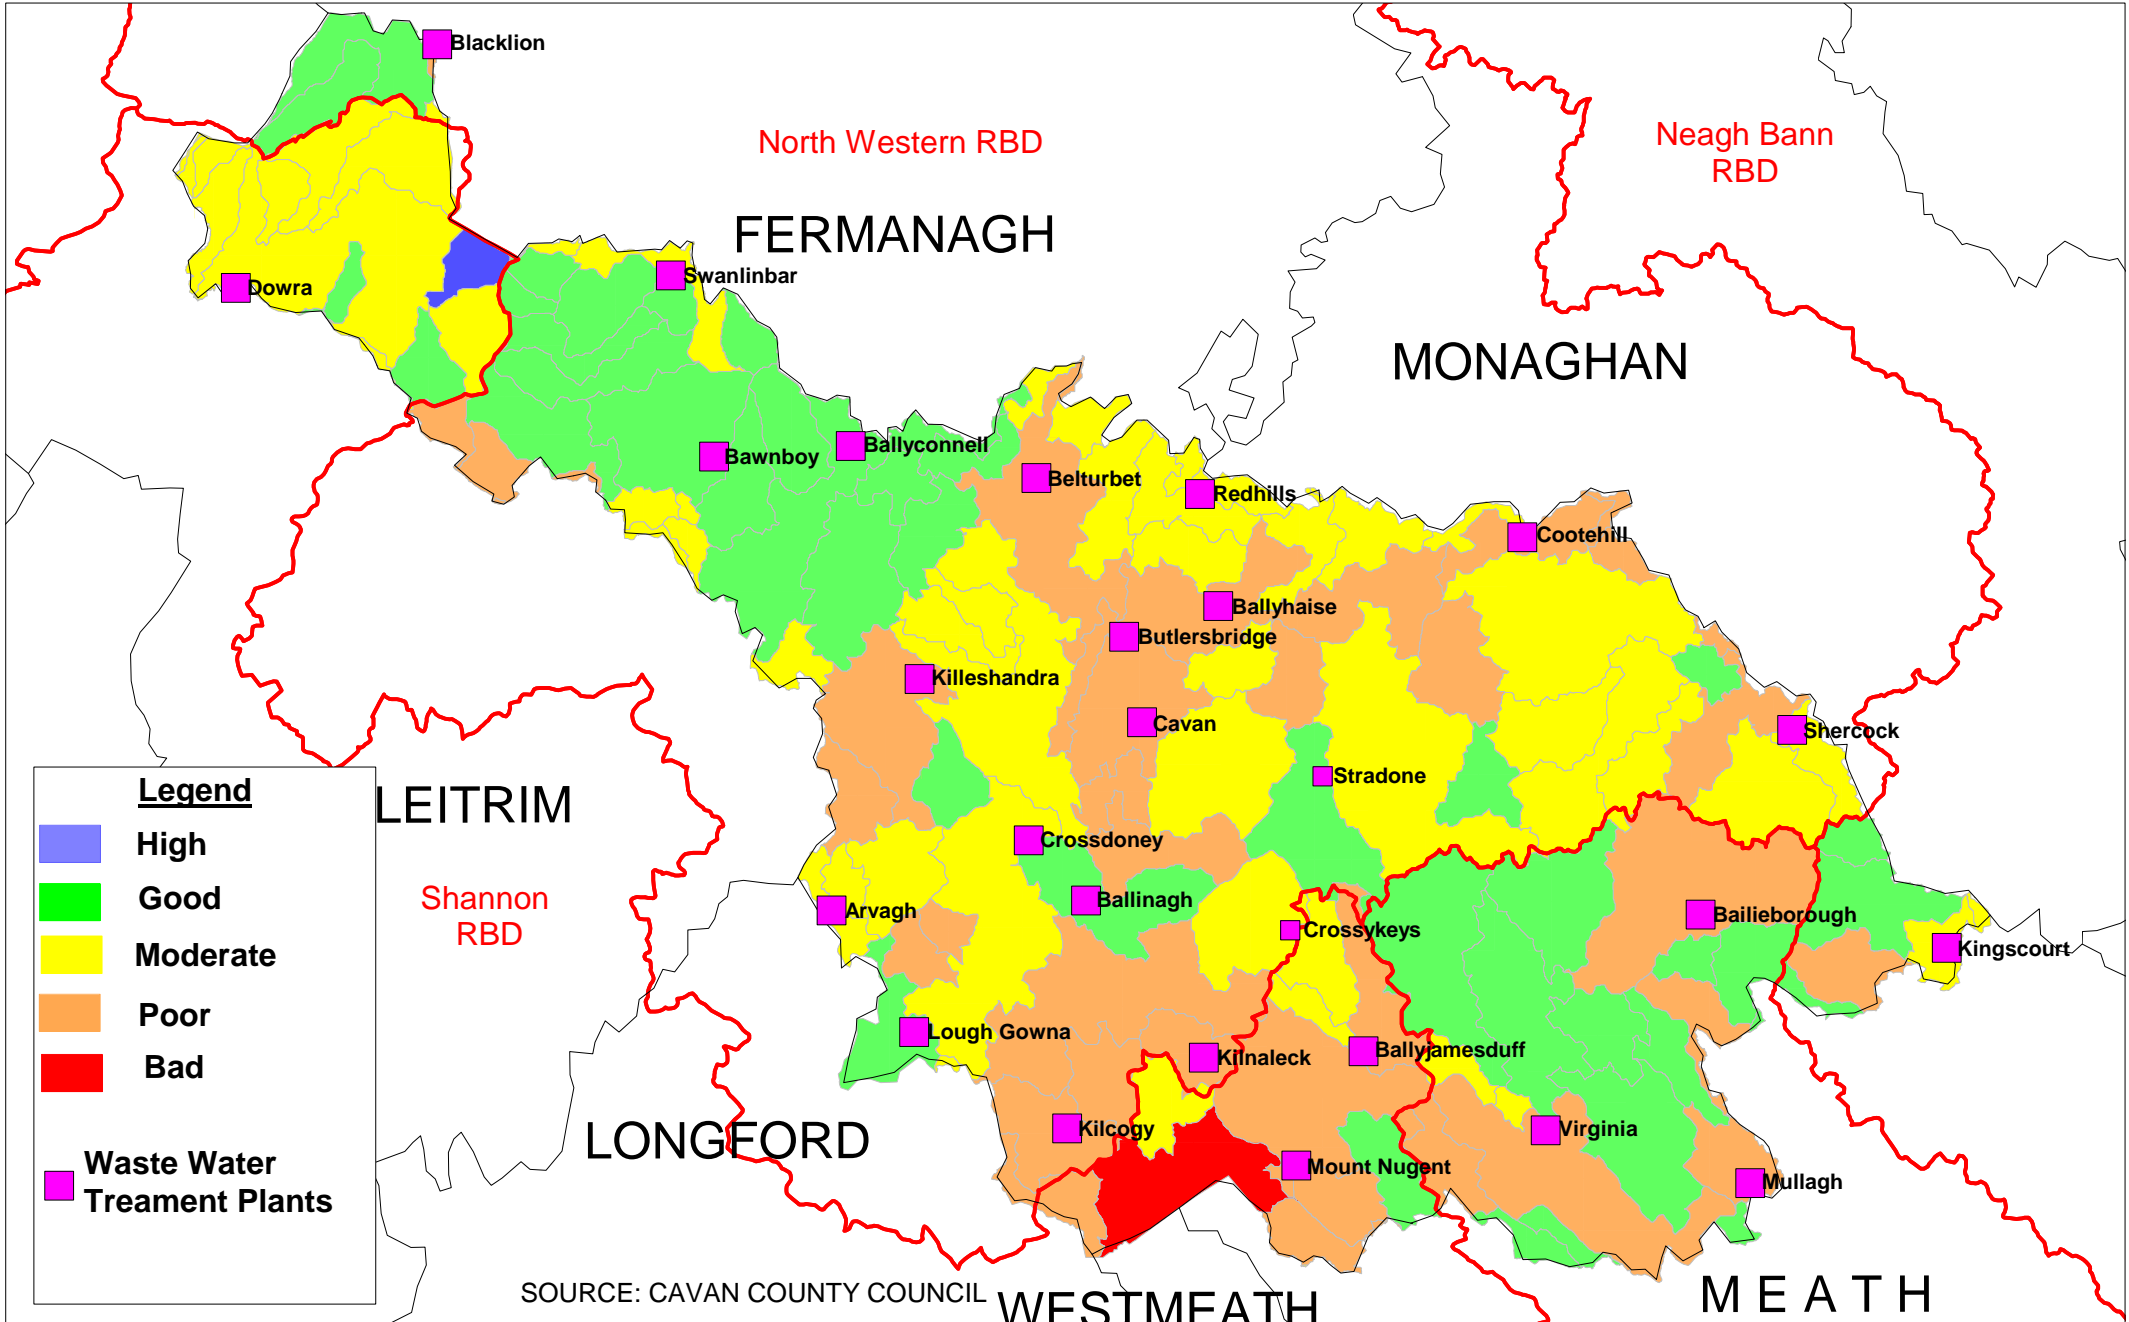 Blacklion
North Western RBD
Neagh Bann
RBD
FERMANAGH
Swanlinbar
Dowra
MONAGHAN
Bawnboy
Ballyconnell
Belturbet
Redhills
Cootehill
Ballyhaise
Butlersbridge
Killeshandra
Cavan
Shercock
Stradone
Legend
High
Good
Moderate
Poor
Bad
Waste Water
Treament Plants
LEITRIM
Shannon
RBD
Crossdoney
Ballinagh
Arvagh
Crossykeys
Bailieborough
Kingscourt
Lough Gowna
Kilnaleck
Ballyjamesduff
LONGFORD
Kilcogy
Mount Nugent
Virginia
Mullagh
SOURCE: CAVAN COUNTY COUNCIL
WESTMEATH
MEATH